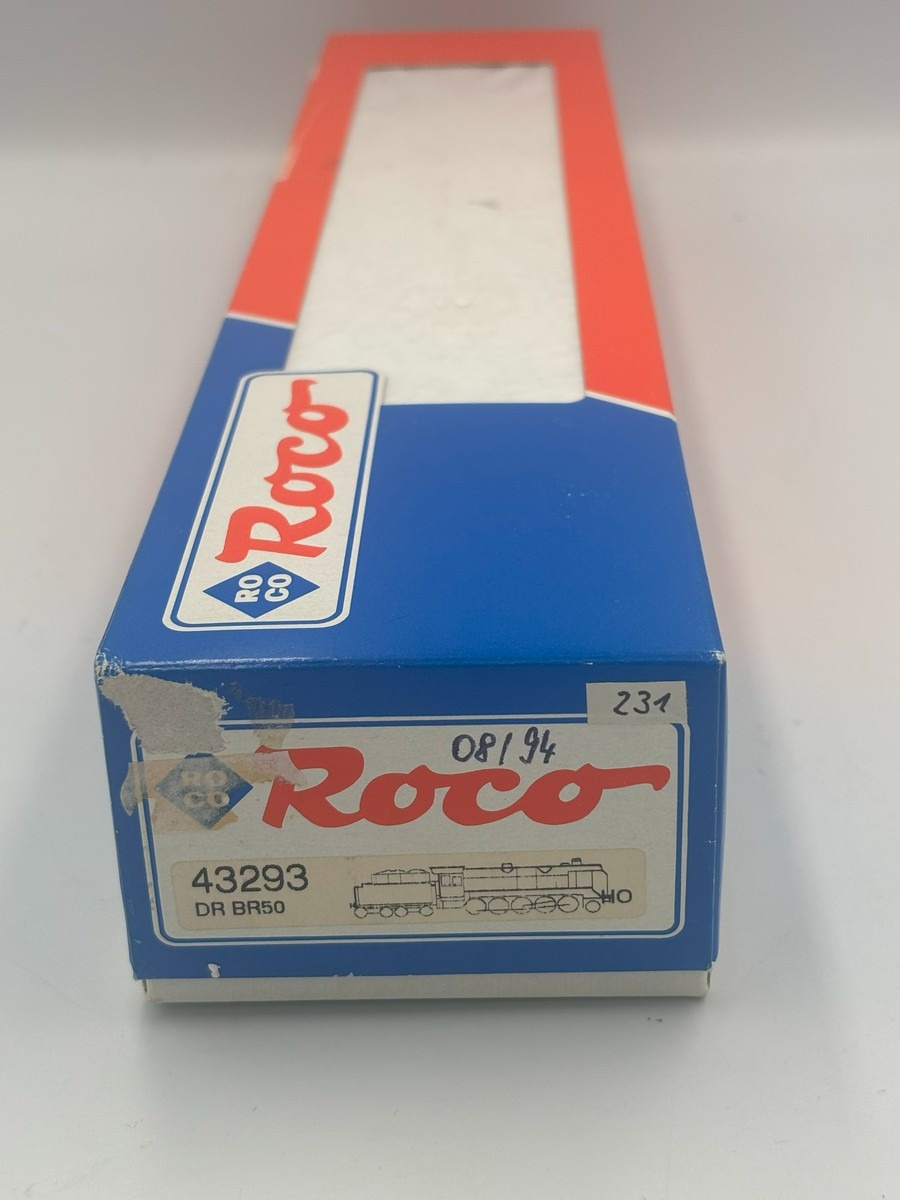 Roco
RO
CO
231
08/94
RO
CO
Roco
43293
DR BR50
HO